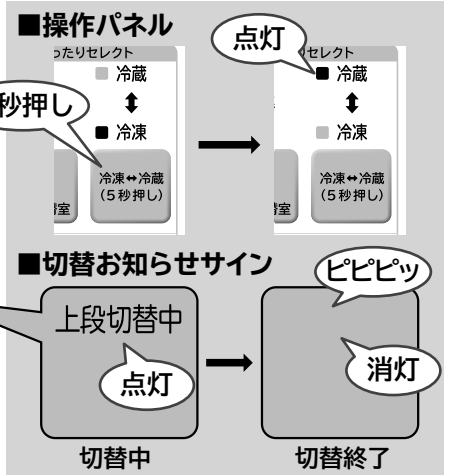 ■操作パネル
点灯
ったりセレクト
冷蔵
冷凍
秒押し
冷凍↔冷蔵
(5秒押し)
替室
セレクト
冷蔵
冷凍
冷凍↔冷蔵
(5秒押し)
替室
■切替お知らせサイン
ピピピッ
上段切替中
点灯
消灯
切替中
切替終了